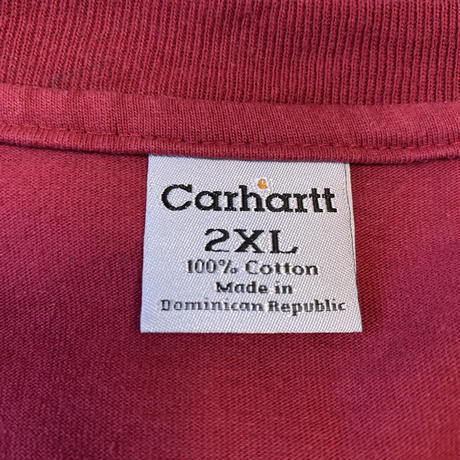 Carhartt
2XL
100% Cotton
Made in
Dominican Republic